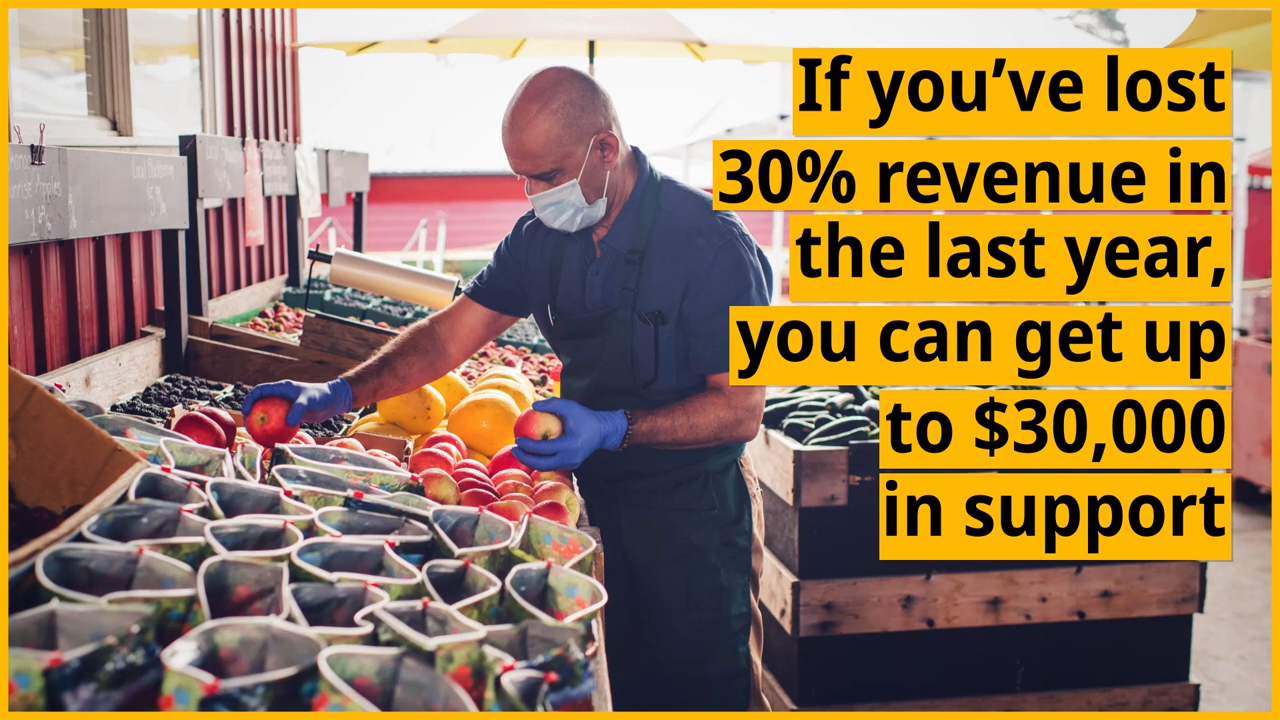 If you’ve lost
30% revenue in
the last year,
you can get up
to $30,000
in support
Local